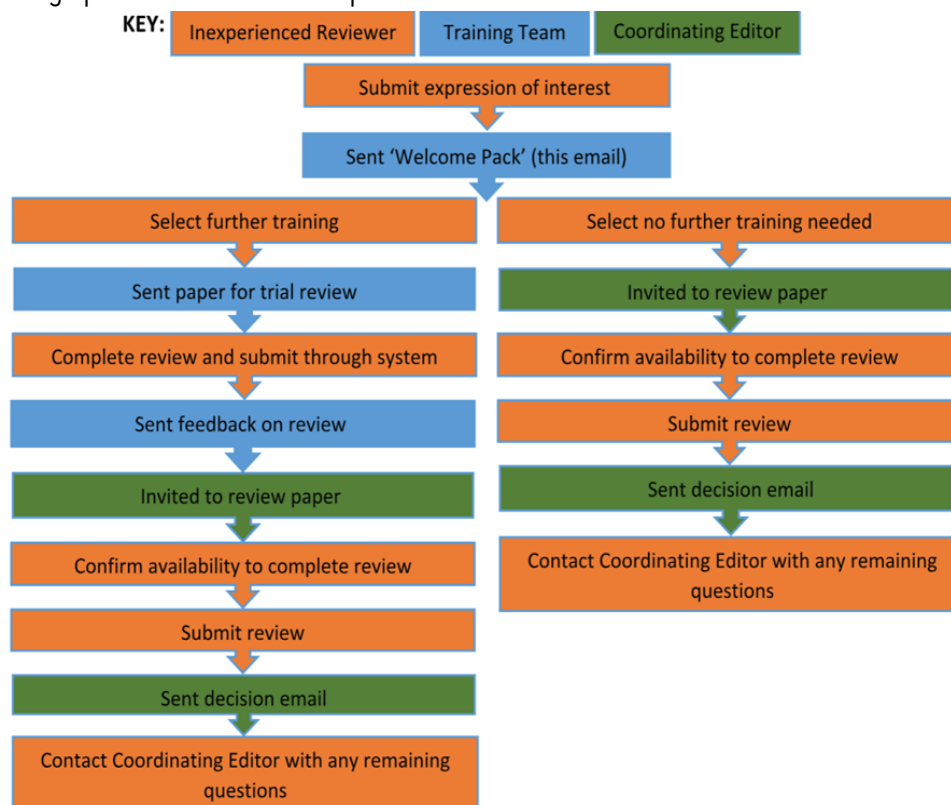 KEY: Inexperienced Reviewer Training Team Coordinating Editor
Submit expression of interest
Sent ‘Welcome Pack’ (this email)
Select further training
Sent paper for trial review
Complete review and submit through system
Sent feedback on review
Invited to review paper
Confirm availability to complete review
Submit review
Sent decision email
Contact Coordinating Editor with any remaining
questions
Select no further training needed
Invited to review paper
Confirm availability to complete review
Submit review
Sent decision email
Contact Coordinating Editor with any remaining
questions